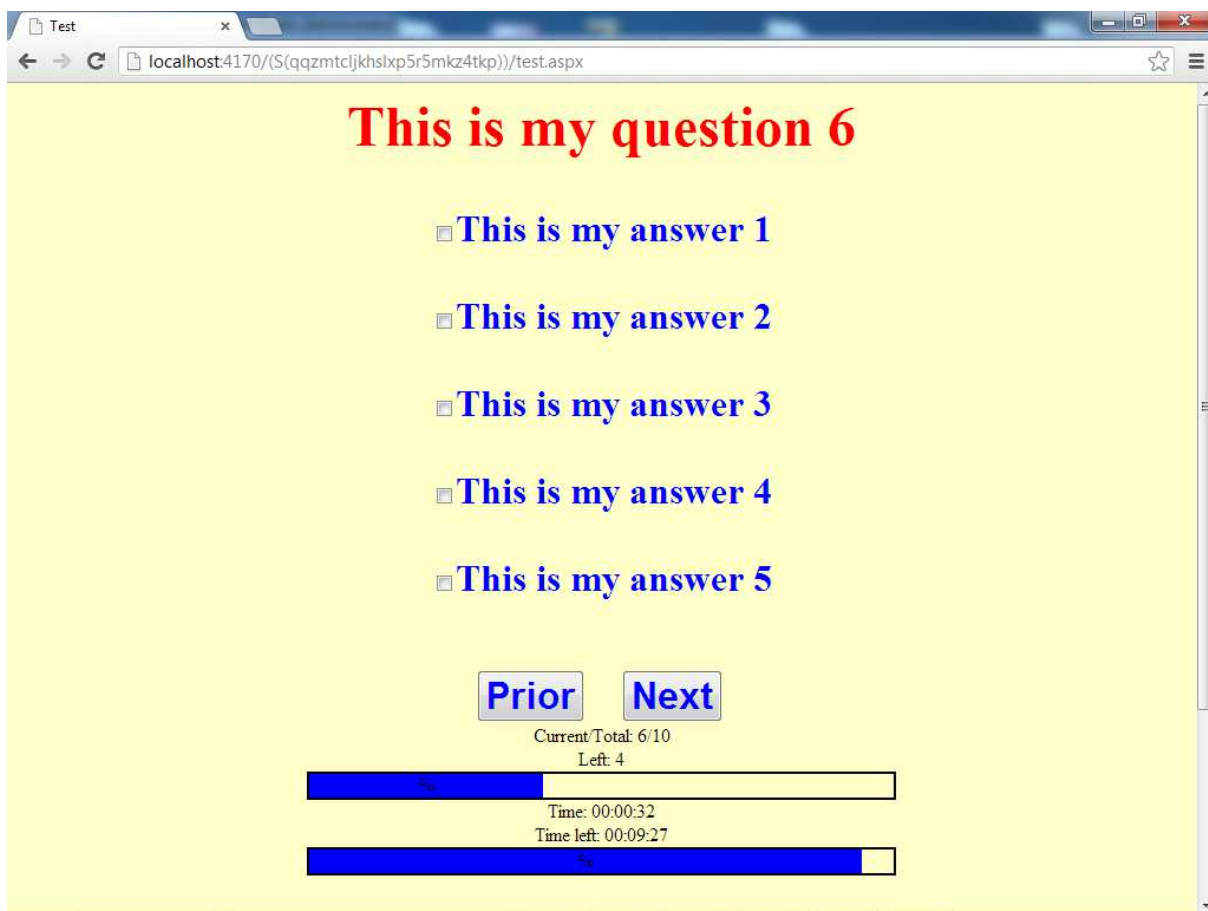 Test
localhost:4170/(S(qqzmtcljkhslxp5r5mkz4tkp))/test.aspx
This is my question 6
This is my answer 1
This is my answer 2
This is my answer 3
This is my answer 4
This is my answer 5
Prior Next
Current/Total: 6/10
Left: 4
%
Time: 00:00:32
Time left: 00:09:27
%